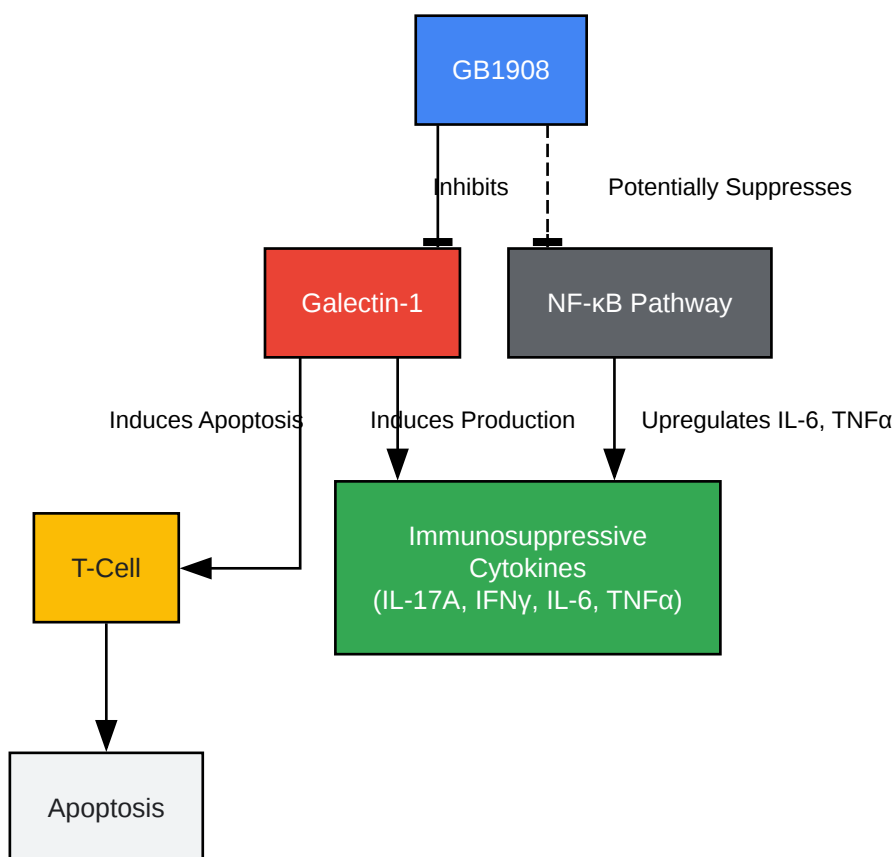 GB1908
Inhibits
Potentially Suppresses
Galectin-1
NF-κB Pathway
Induces Apoptosis
Induces Production
Upregulates IL-6, TNFα
Immunosuppressive
Cytokines
(IL-17A, IFNγ, IL-6, TNFα)
T-Cell
Apoptosis